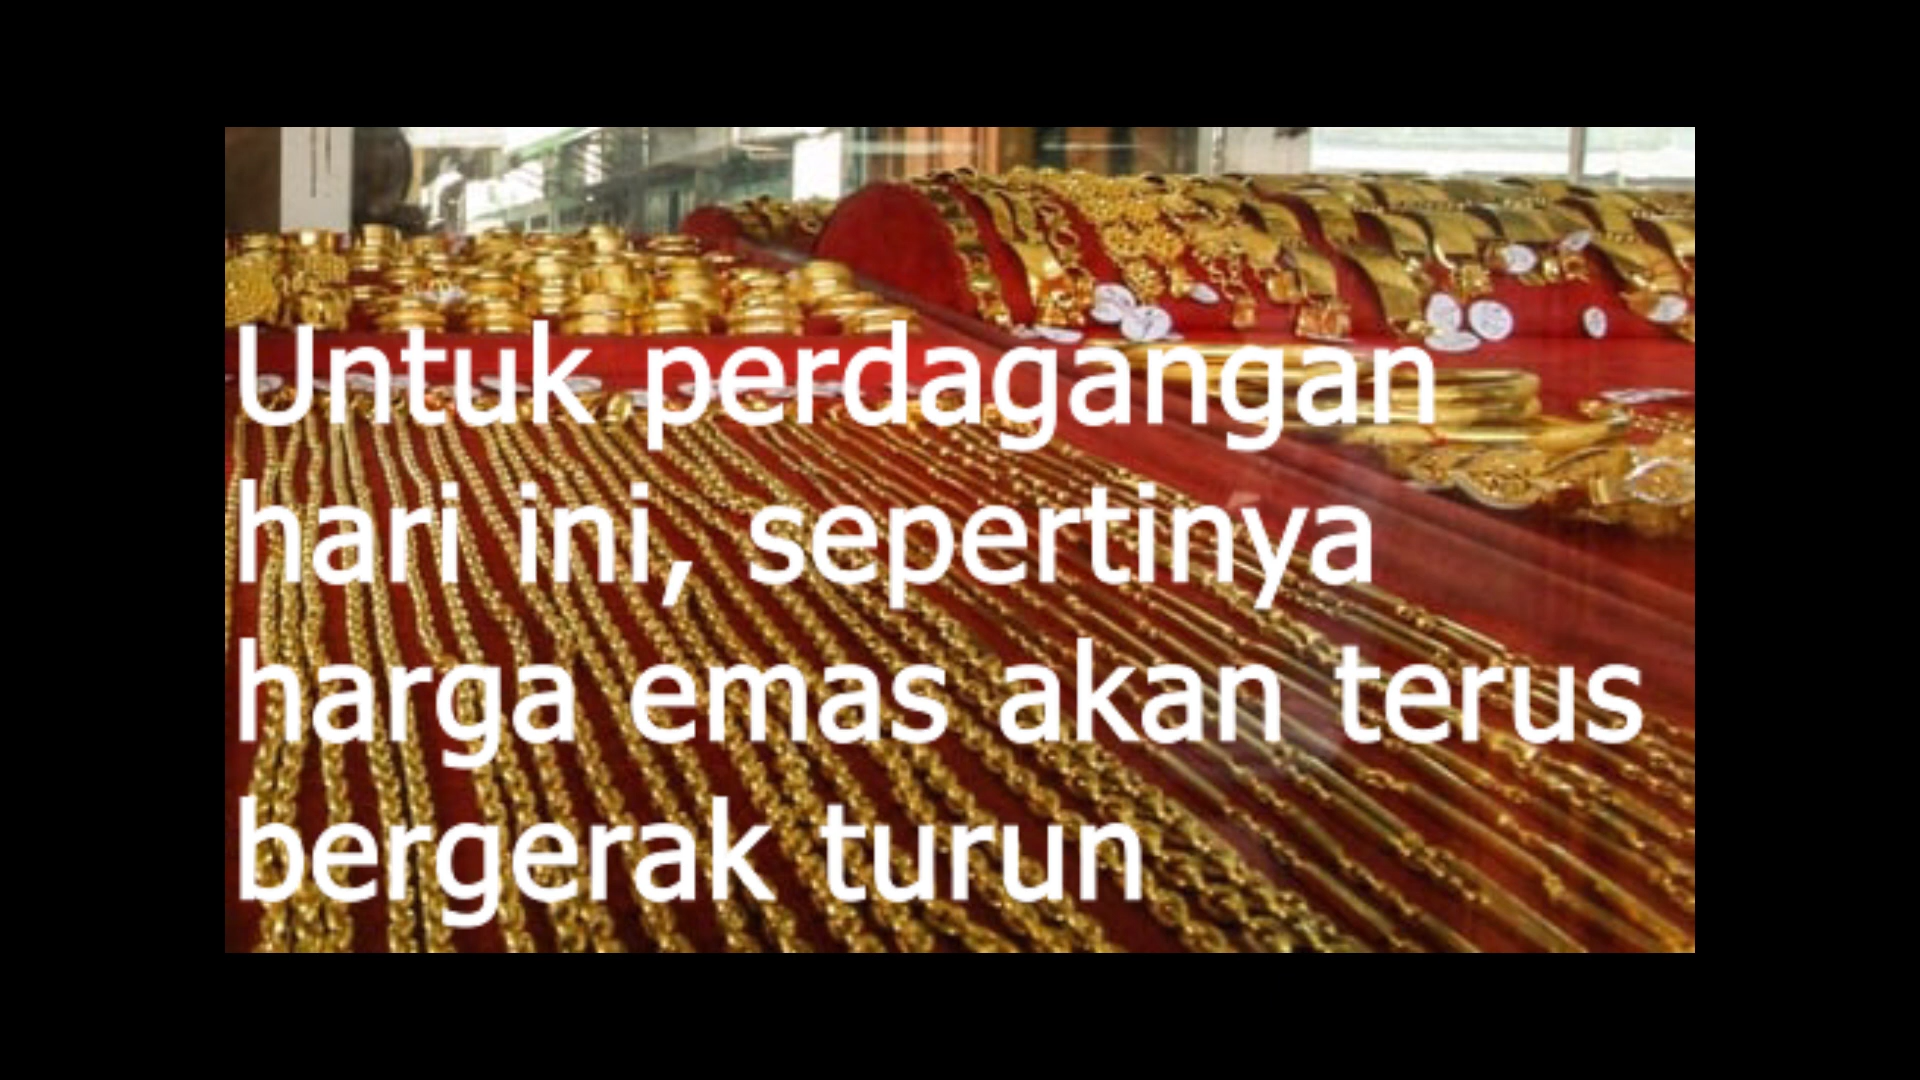 Untuk perdagangan
hari ini, sepertinya
harga emas akan terus
bergerak turun